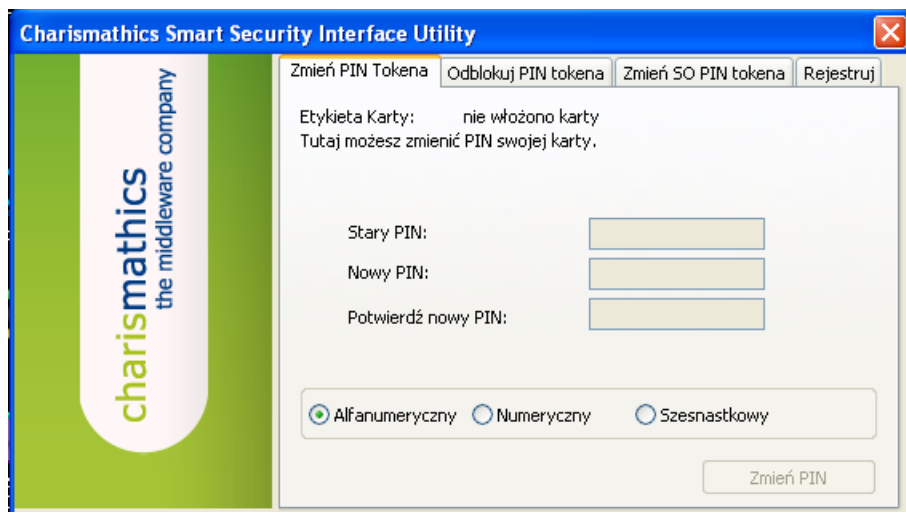 Charismathics Smart Security Interface Utility
charismathics
the middleware company
Zmień PIN Tokena
Odblokuj PIN tokena
Zmień SO PIN tokena
Rejestruj
Etykieta Karty: nie włożono karty
Tutaj możesz zmienić PIN swojej karty.
Stary PIN:
Nowy PIN:
Potwierdź nowy PIN:
Alfanumeryczny Numeryczny Szesnastkowy
Zmień PIN